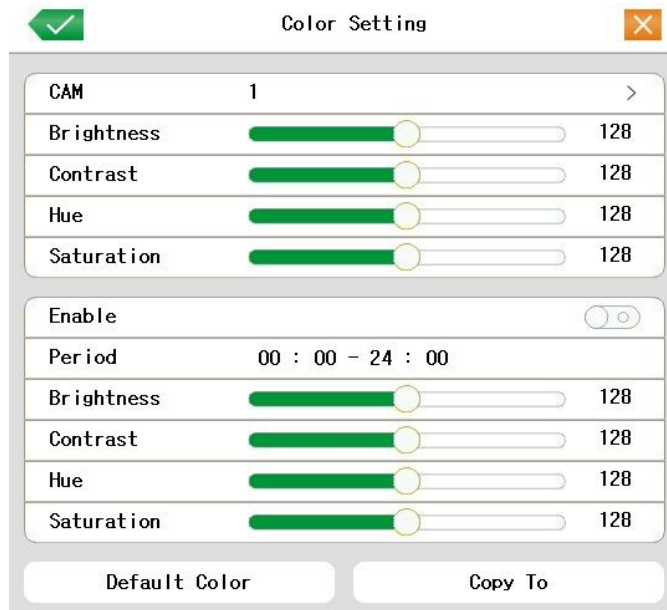 Color Setting
CAM 1 >
Brightness 128
Contrast 128
Hue 128
Saturation 128
Enable
Period 00 : 00 - 24 : 00
Brightness 128
Contrast 128
Hue 128
Saturation 128
Default Color Copy To